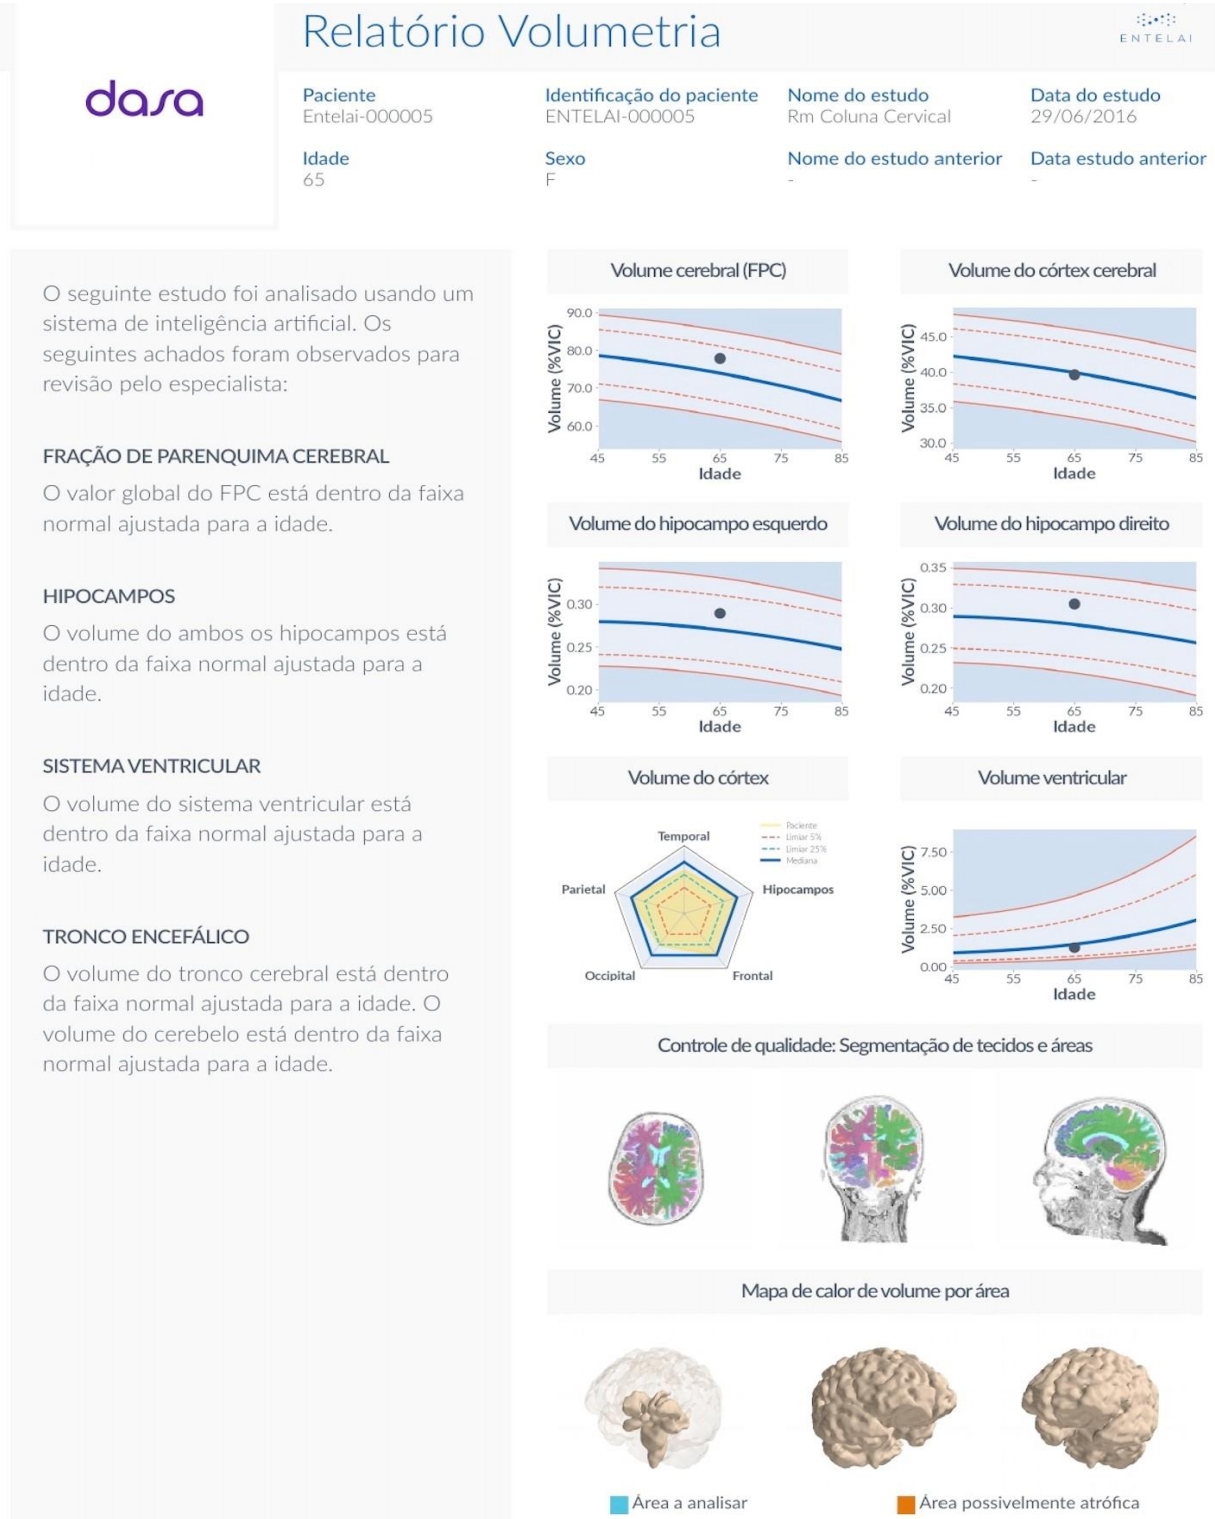 Relatório Volumetria
ENTELAI
dasa
Paciente
Entelai-000005
Identificação do paciente
ENTELAI-000005
Nome do estudo
Rm Coluna Cervical
Data do estudo
29/06/2016
Idade
65
Sexo
F
Nome do estudo anterior
-
Data estudo anterior
-
O seguinte estudo foi analisado usando um
sistema de inteligência artificial. Os
seguintes achados foram observados para
revisão pelo especialista:
FRAÇÃO DE PARENQUIMA CEREBRAL
O valor global do FPC está dentro da faixa
normal ajustada para a idade.
HIPOCAMPOS
O volume do ambos os hipocampos está
dentro da faixa normal ajustada para a
idade.
SISTEMA VENTRICULAR
O volume do sistema ventricular está
dentro da faixa normal ajustada para a
idade.
TRONCO ENCEFÁLICO
O volume do tronco cerebral está dentro
da faixa normal ajustada para a idade. O
volume do cerebelo está dentro da faixa
normal ajustada para a idade.
Volume cerebral (FPC)
Volume (%VIC)
90.0
80.0
70.0
60.0
45 55 65 75 85
Idade
Volume do córtex cerebral
Volume (%VIC)
45.0
40.0
35.0
30.0
45 55 65 75 85
Idade
Volume do hipocampo esquerdo
Volume (%VIC)
0.30
0.25
0.20
45 55 65 75 85
Idade
Volume do hipocampo direito
Volume (%VIC)
0.35
0.30
0.25
0.20
45 55 65 75 85
Idade
Volume do córtex
Paciente
Limiar 5%
Limiar 25%
Mediana
Temporal
Parietal
Hipocampos
Occipital
Frontal
Volume ventricular
Volume (%VIC)
7.50
5.00
2.50
0.00
45 55 65 75 85
Idade
Controle de qualidade: Segmentação de tecidos e áreas
Mapa de calor de volume por área
Área a analisar
Área possivelmente atrófica